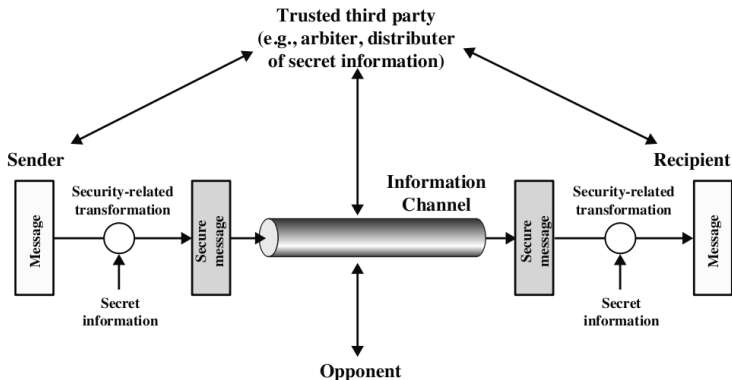 Trusted third party
(e.g., arbiter, distributer
of secret information)
Sender
Recipient
Information
Channel
Security-related
transformation
Security-related
transformation
Message
Secure
message
Secure
message
Message
Secret
information
Secret
information
Opponent